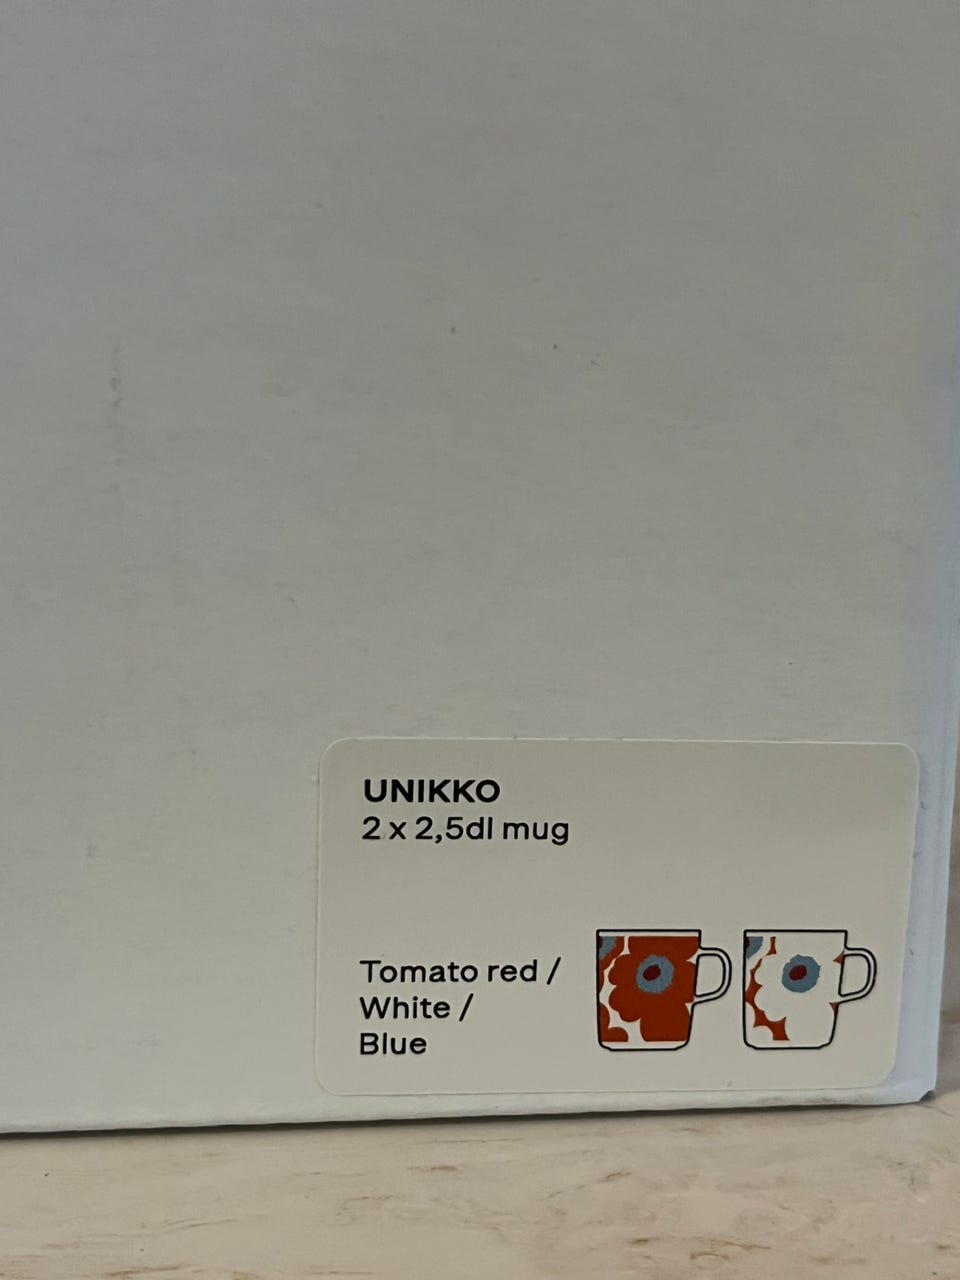 UNIKKO
2 x 2,5dl mug
Tomato red /
White /
Blue